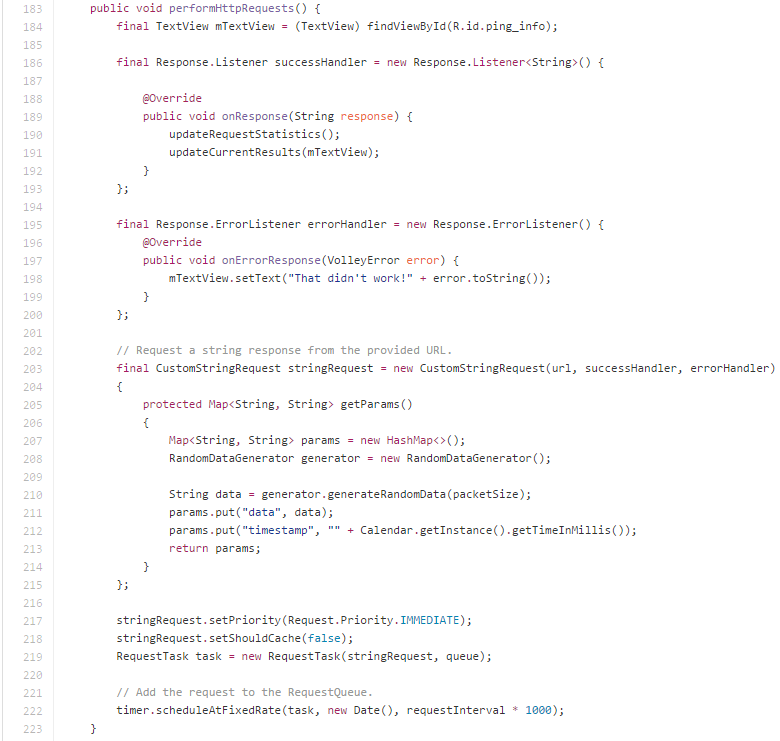 183 public void performHttpRequests() {
184 final TextView mTextView = (TextView) findViewById(R.id.ping_info);
185
186 final Response.Listener successHandler = new Response.Listener<String>() {
187
188 @Override
189 public void onResponse(String response) {
190 updateRequestStatistics();
191 updateCurrentResults(mTextView);
192 }
193 };
194
195 final Response.ErrorListener errorHandler = new Response.ErrorListener() {
196 @Override
197 public void onErrorResponse(VolleyError error) {
198 mTextView.setText("That didn't work!" + error.toString());
199 }
200 };
201
202 // Request a string response from the provided URL.
203 final CustomStringRequest stringRequest = new CustomStringRequest(url, successHandler, errorHandler)
204 {
205 protected Map<String, String> getParams()
206 {
207 Map<String, String> params = new HashMap<>();
208 RandomDataGenerator generator = new RandomDataGenerator();
209
210 String data = generator.generateRandomData(packetSize);
211 params.put("data", data);
212 params.put("timestamp", "" + Calendar.getInstance().getTimeInMillis());
213 return params;
214 }
215 };
216
217 stringRequest.setPriority(Request.Priority.IMMEDIATE);
218 stringRequest.setShouldCache(false);
219 RequestTask task = new RequestTask(stringRequest, queue);
220
221 // Add the request to the RequestQueue.
222 timer.scheduleAtFixedRate(task, new Date(), requestInterval * 1000);
223 }